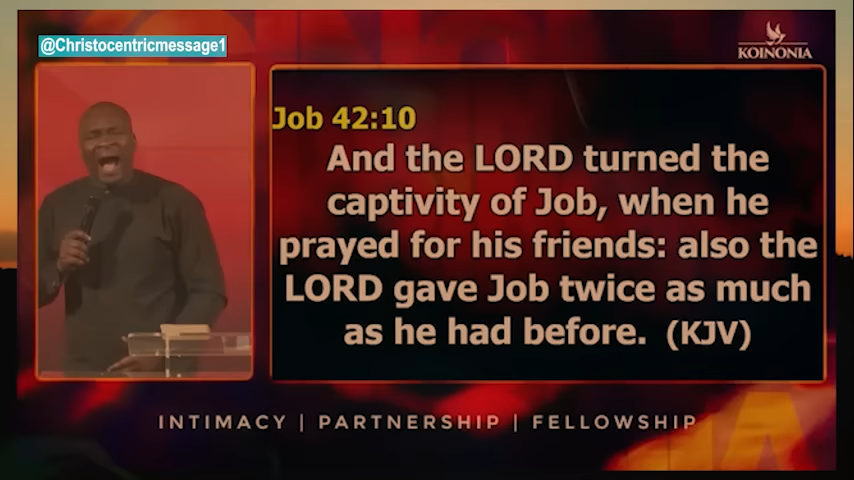 @Christocentricmessage1
KOINONIA
Job 42:10
And the LORD turned the
captivity of Job, when he
prayed for his friends: also the
LORD gave Job twice as much
as he had before. (KJV)
INTIMACY | PARTNERSHIP | FELLOWSHIP